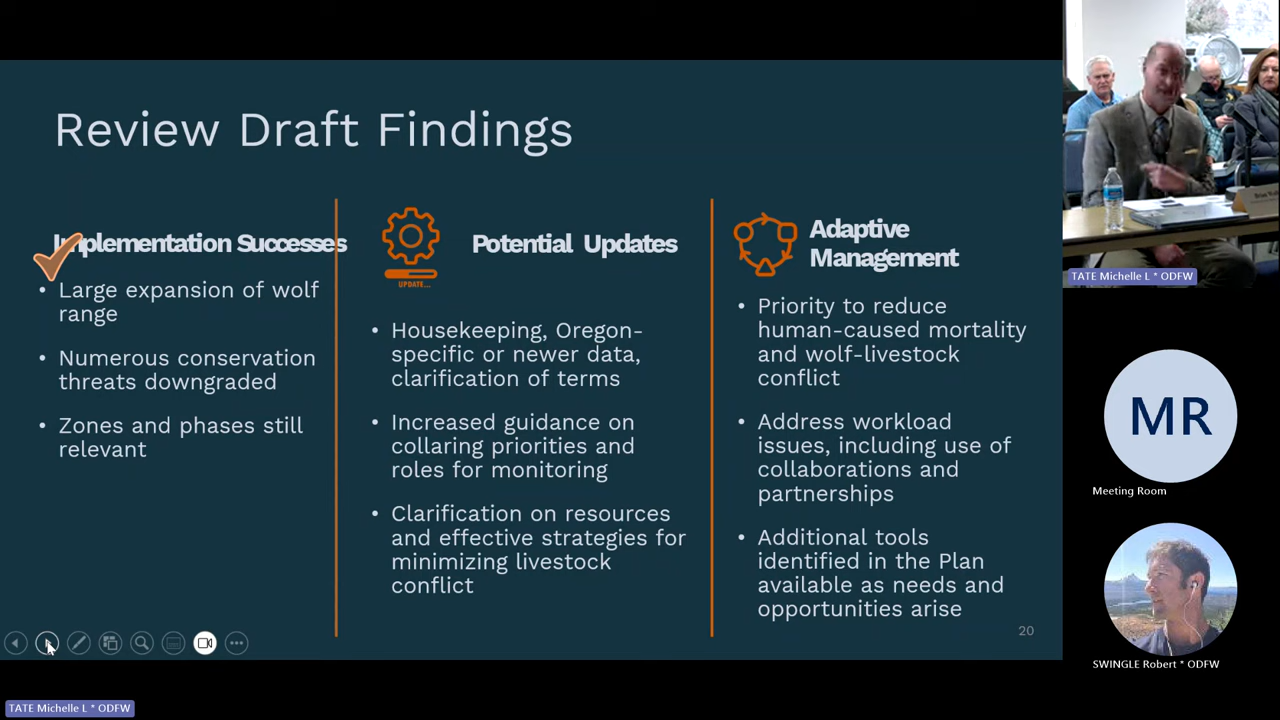 Review Draft Findings
Implementation Successes
• Large expansion of wolf
range
• Numerous conservation
threats downgraded
• Zones and phases still
relevant
UPDATE...
Potential Updates
• Housekeeping, Oregon-
specific or newer data,
clarification of terms
• Increased guidance on
collaring priorities and
roles for monitoring
• Clarification on resources
and effective strategies for
minimizing livestock
conflict
Adaptive
Management
• Priority to reduce
human-caused mortality
and wolf-livestock
conflict
• Address workload
issues, including use of
collaborations and
partnerships
• Additional tools
identified in the Plan
available as needs and
opportunities arise
20
TATE Michelle L * ODFW
MR
Meeting Room
SWINGLE Robert * ODFW
TATE Michelle L * ODFW